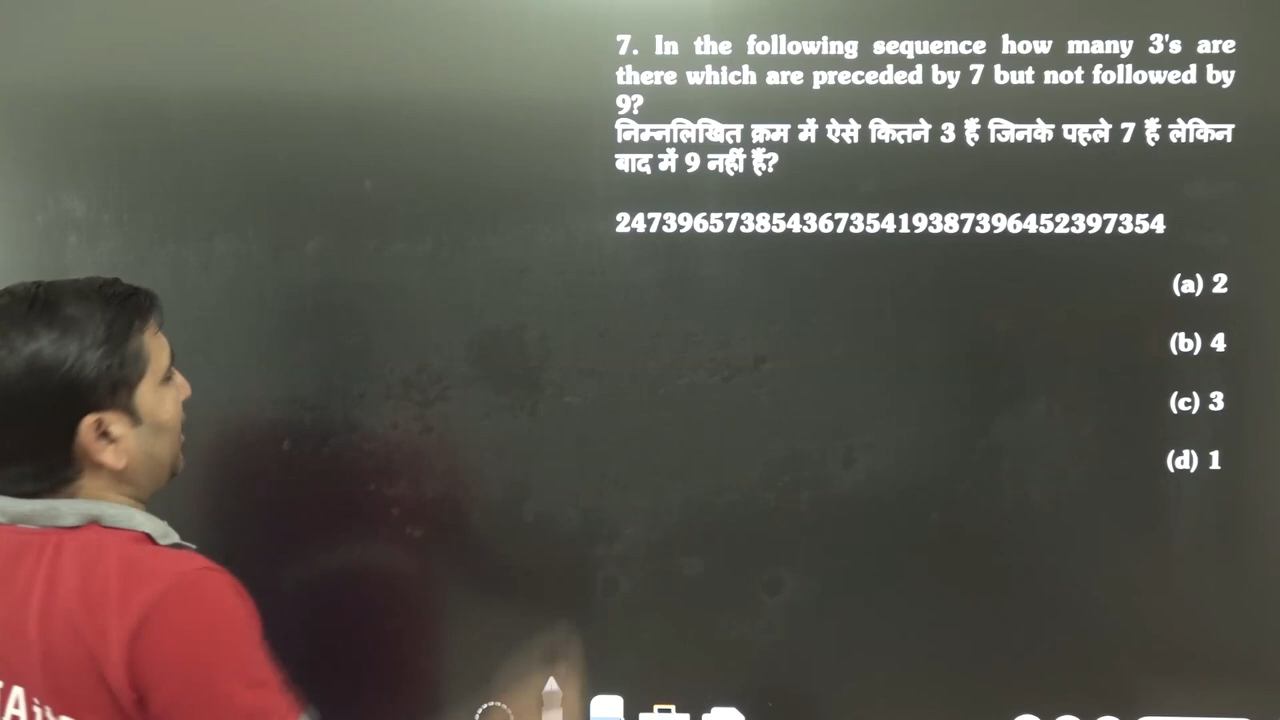 7. In the following sequence how many 3's are
there which are preceded by 7 but not followed by
9?
निम्नलिखित क्रम में ऐसे कितने 3 हैं जिनके पहले 7 हैं लेकिन
बाद में 9 नहीं हैं?
24739657385436735419387396452397354
(a) 2
(b) 4
(c) 3
(d) 1